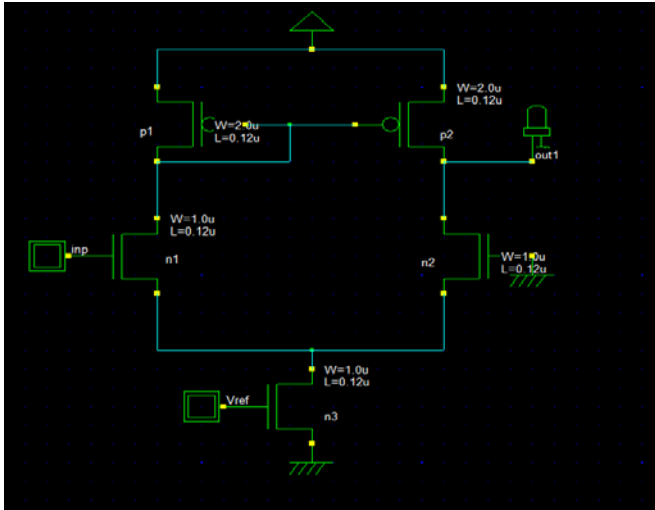 W=2.0u
L=0.12u
p1
W=2.0u
L=0.12u
p2
out1
W=1.0u
L=0.12u
inp
n1
n2
W=1.0u
L=0.12u
W=1.0u
L=0.12u
Vref
n3